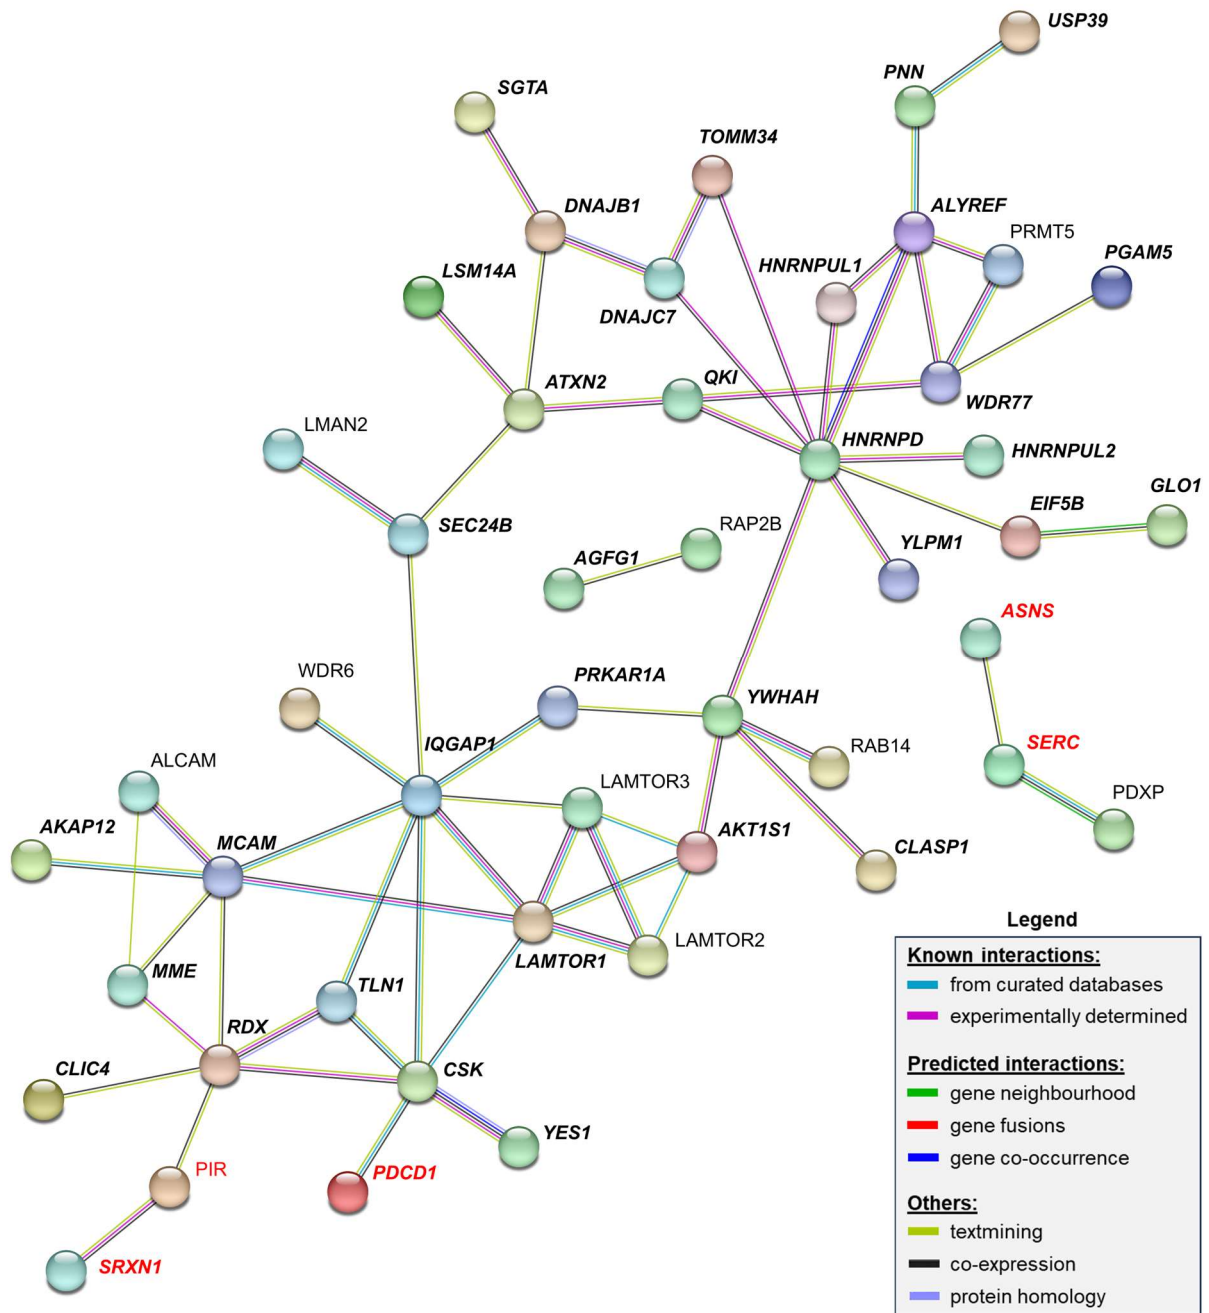 USP39
PNN
SGTA
TOMM34
DNAJB1
ALYREF
PRMT5
PGAM5
HNRNPUL1
LSM14A
DNAJC7
QKI
ATXN2
WDR77
LMAN2
HNRNPD
HNRNPUL2
GLO1
EIF5B
SEC24B
RAP2B
YLPM1
AGFG1
ASNS
WDR6
PRKAR1A
YWHAH
IQGAP1
SERC
RAB14
ALCAM
LAMTOR3
PDXP
AKAP12
MCAM
AKT1S1
CLASP1
LAMTOR2
LAMTOR1
MME
TLN1
RDX
CLIC4
CSK
YES1
PIR
PDCD1
SRXN1
Legend
Known interactions:
from curated databases
experimentally determined
Predicted interactions:
gene neighbourhood
gene fusions
gene co-occurrence
Others:
textmining
co-expression
protein homology